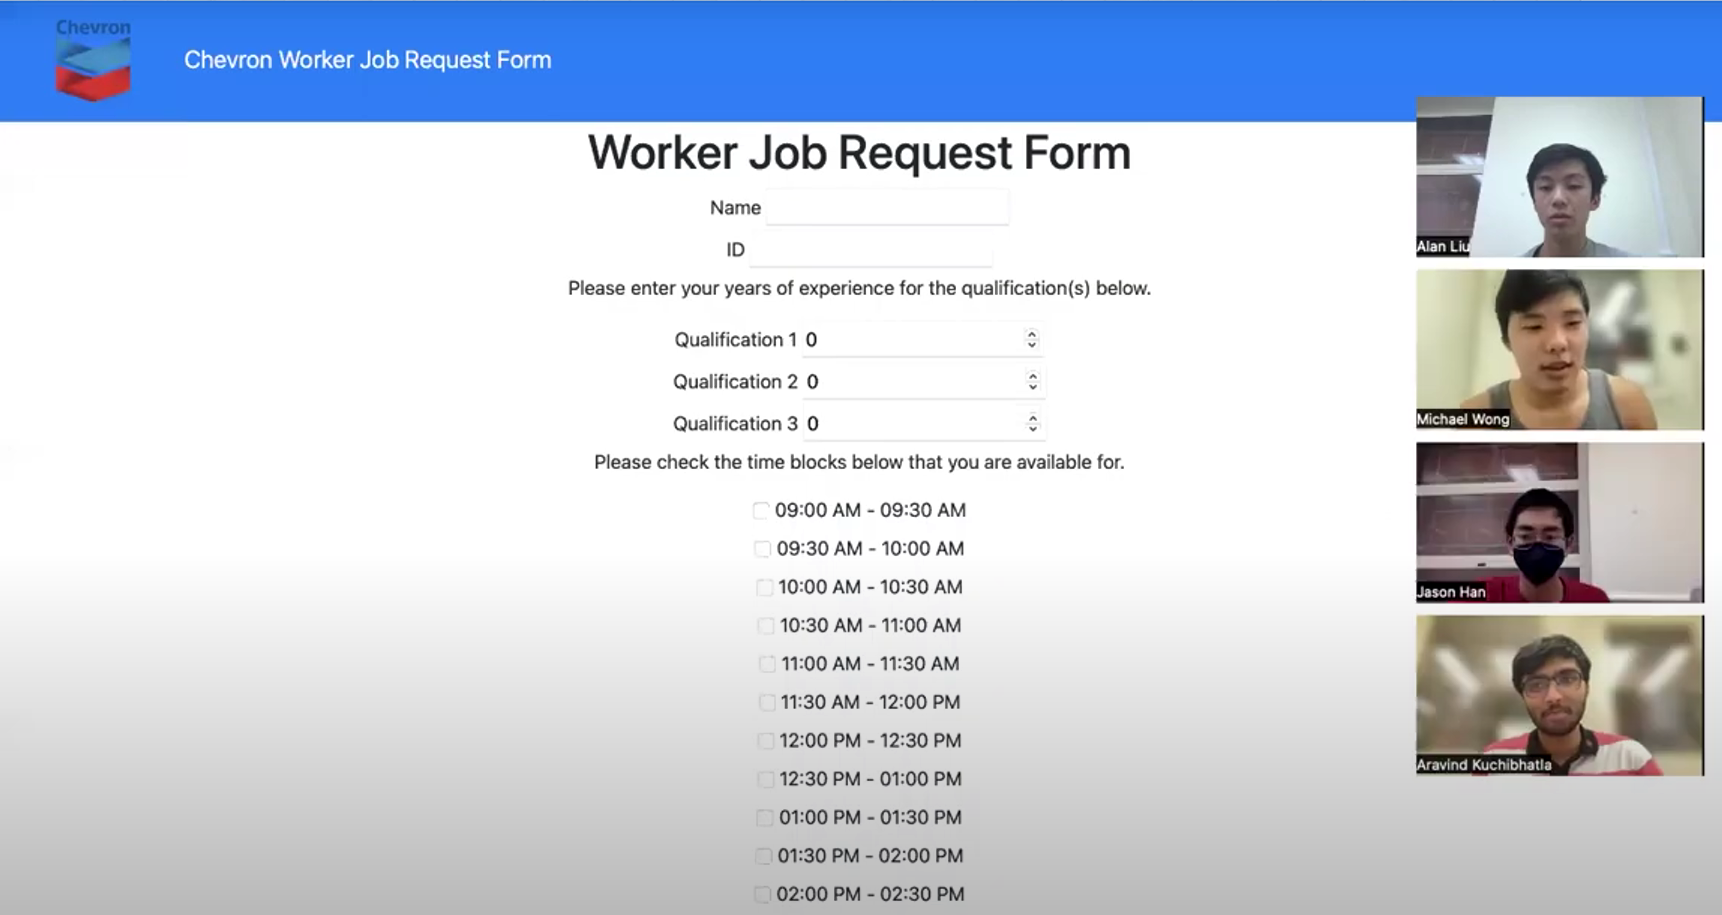 Chevron
Chevron Worker Job Request Form
Worker Job Request Form
Name
ID
Please enter your years of experience for the qualification(s) below.
Qualification 1 0
Qualification 2 0
Qualification 3 0
Please check the time blocks below that you are available for.
09:00 AM - 09:30 AM
09:30 AM - 10:00 AM
10:00 AM - 10:30 AM
10:30 AM - 11:00 AM
11:00 AM - 11:30 AM
11:30 AM - 12:00 PM
12:00 PM - 12:30 PM
12:30 PM - 01:00 PM
01:00 PM - 01:30 PM
01:30 PM - 02:00 PM
02:00 PM - 02:30 PM
Alan Liu
Michael Wong
Jason Han
Aravind Kuchibhatla